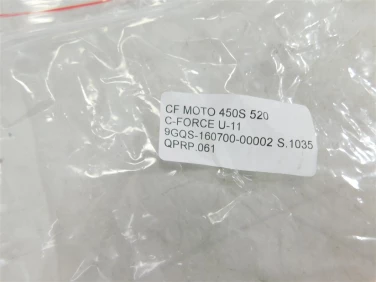 CF MOTO 450S 520
C-FORCE U-11
9GQS-160700-00002 S.1035
QPRP.061